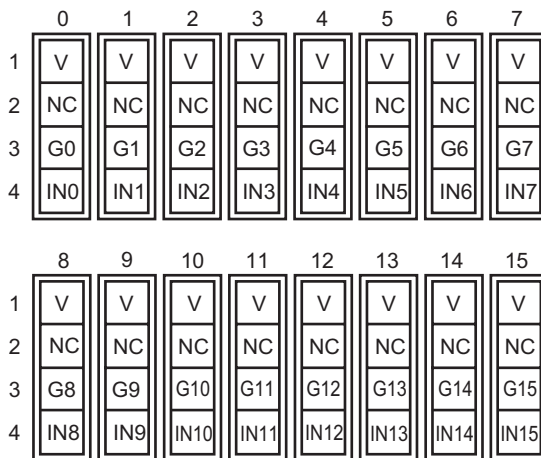 0 1 2 3 4 5 6 7
1 V V V V V V V V
2 NC NC NC NC NC NC NC NC
3 G0 G1 G2 G3 G4 G5 G6 G7
4 IN0 IN1 IN2 IN3 IN4 IN5 IN6 IN7
8 9 10 11 12 13 14 15
1 V V V V V V V V
2 NC NC NC NC NC NC NC NC
3 G8 G9 G10 G11 G12 G13 G14 G15
4 IN8 IN9 IN10 IN11 IN12 IN13 IN14 IN15